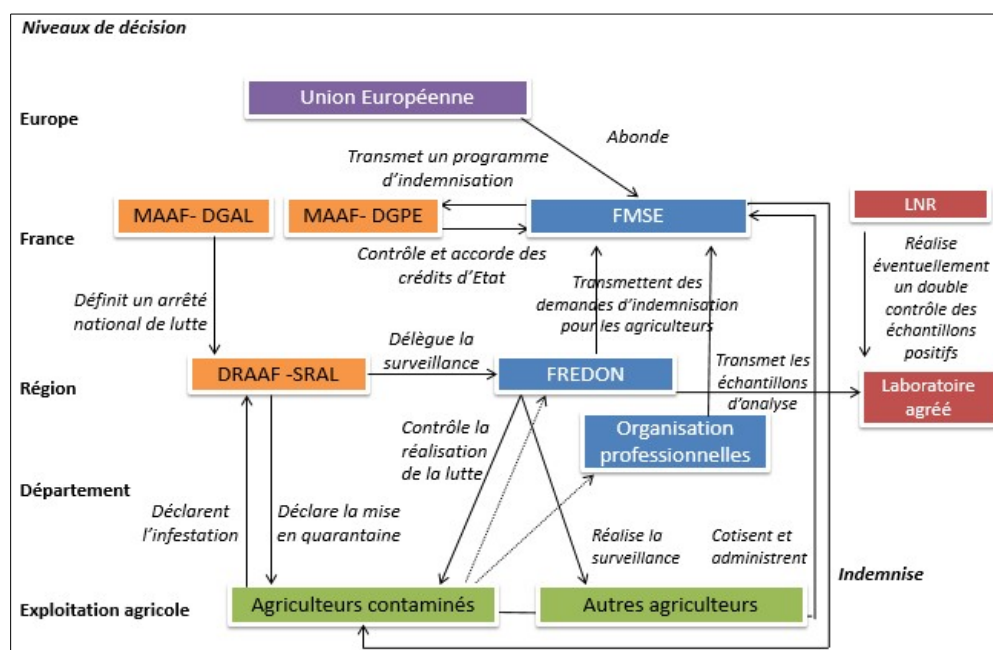 Niveaux de décision
Union Européenne
Europe
Abonde
Transmet un programme
d'indemnisation
MAAF- DGAL
MAAF- DGPE
FMSE
LNR
France
Contrôle et accorde des
crédits d'Etat
Réalise
éventuellement
un double
contrôle des
échantillons
positifs
Définit un arrêté
national de lutte
Transmettent des
demandes d'indemnisation
pour les agriculteurs
Délègue la
surveillance
Transmet les
échantillons
d'analyse
Région
DRAAF -SRAL
FREDON
Laboratoire
agréé
Contrôle la
réalisation
de la lutte
Organisation
professionnelles
Département
Déclarent
l'infestation
Déclare la mise
en quarantaine
Réalise la
surveillance
Cotisent et
administrent
Indemnise
Exploitation agricole
Agriculteurs contaminés
Autres agriculteurs